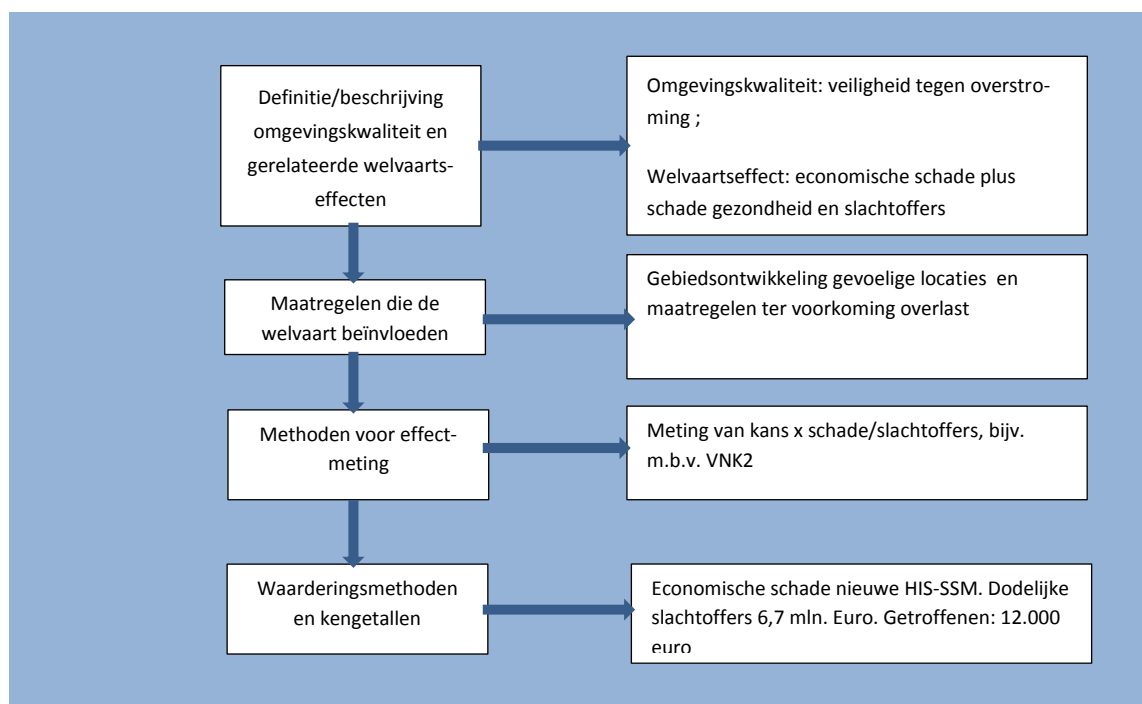 Definitie/beschrijving
omgevingskwaliteit en
gerelateerde welvaarts-
effecten
Omgevingskwaliteit: veiligheid tegen overstro-
ming ;
Welvaartseffect: economische schade plus
schade gezondheid en slachtoffers
Maatregelen die de
welvaart beïnvloeden
Gebiedsontwikkeling gevoelige locaties en
maatregelen ter voorkoming overlast
Methoden voor effect-
meting
Meting van kans x schade/slachtoffers, bijv.
m.b.v. VNK2
Waarderingsmethoden
en kengetallen
Economische schade nieuwe HIS-SSM. Dodelijke
slachtoffers 6,7 mln. Euro. Getroffenen: 12.000
euro